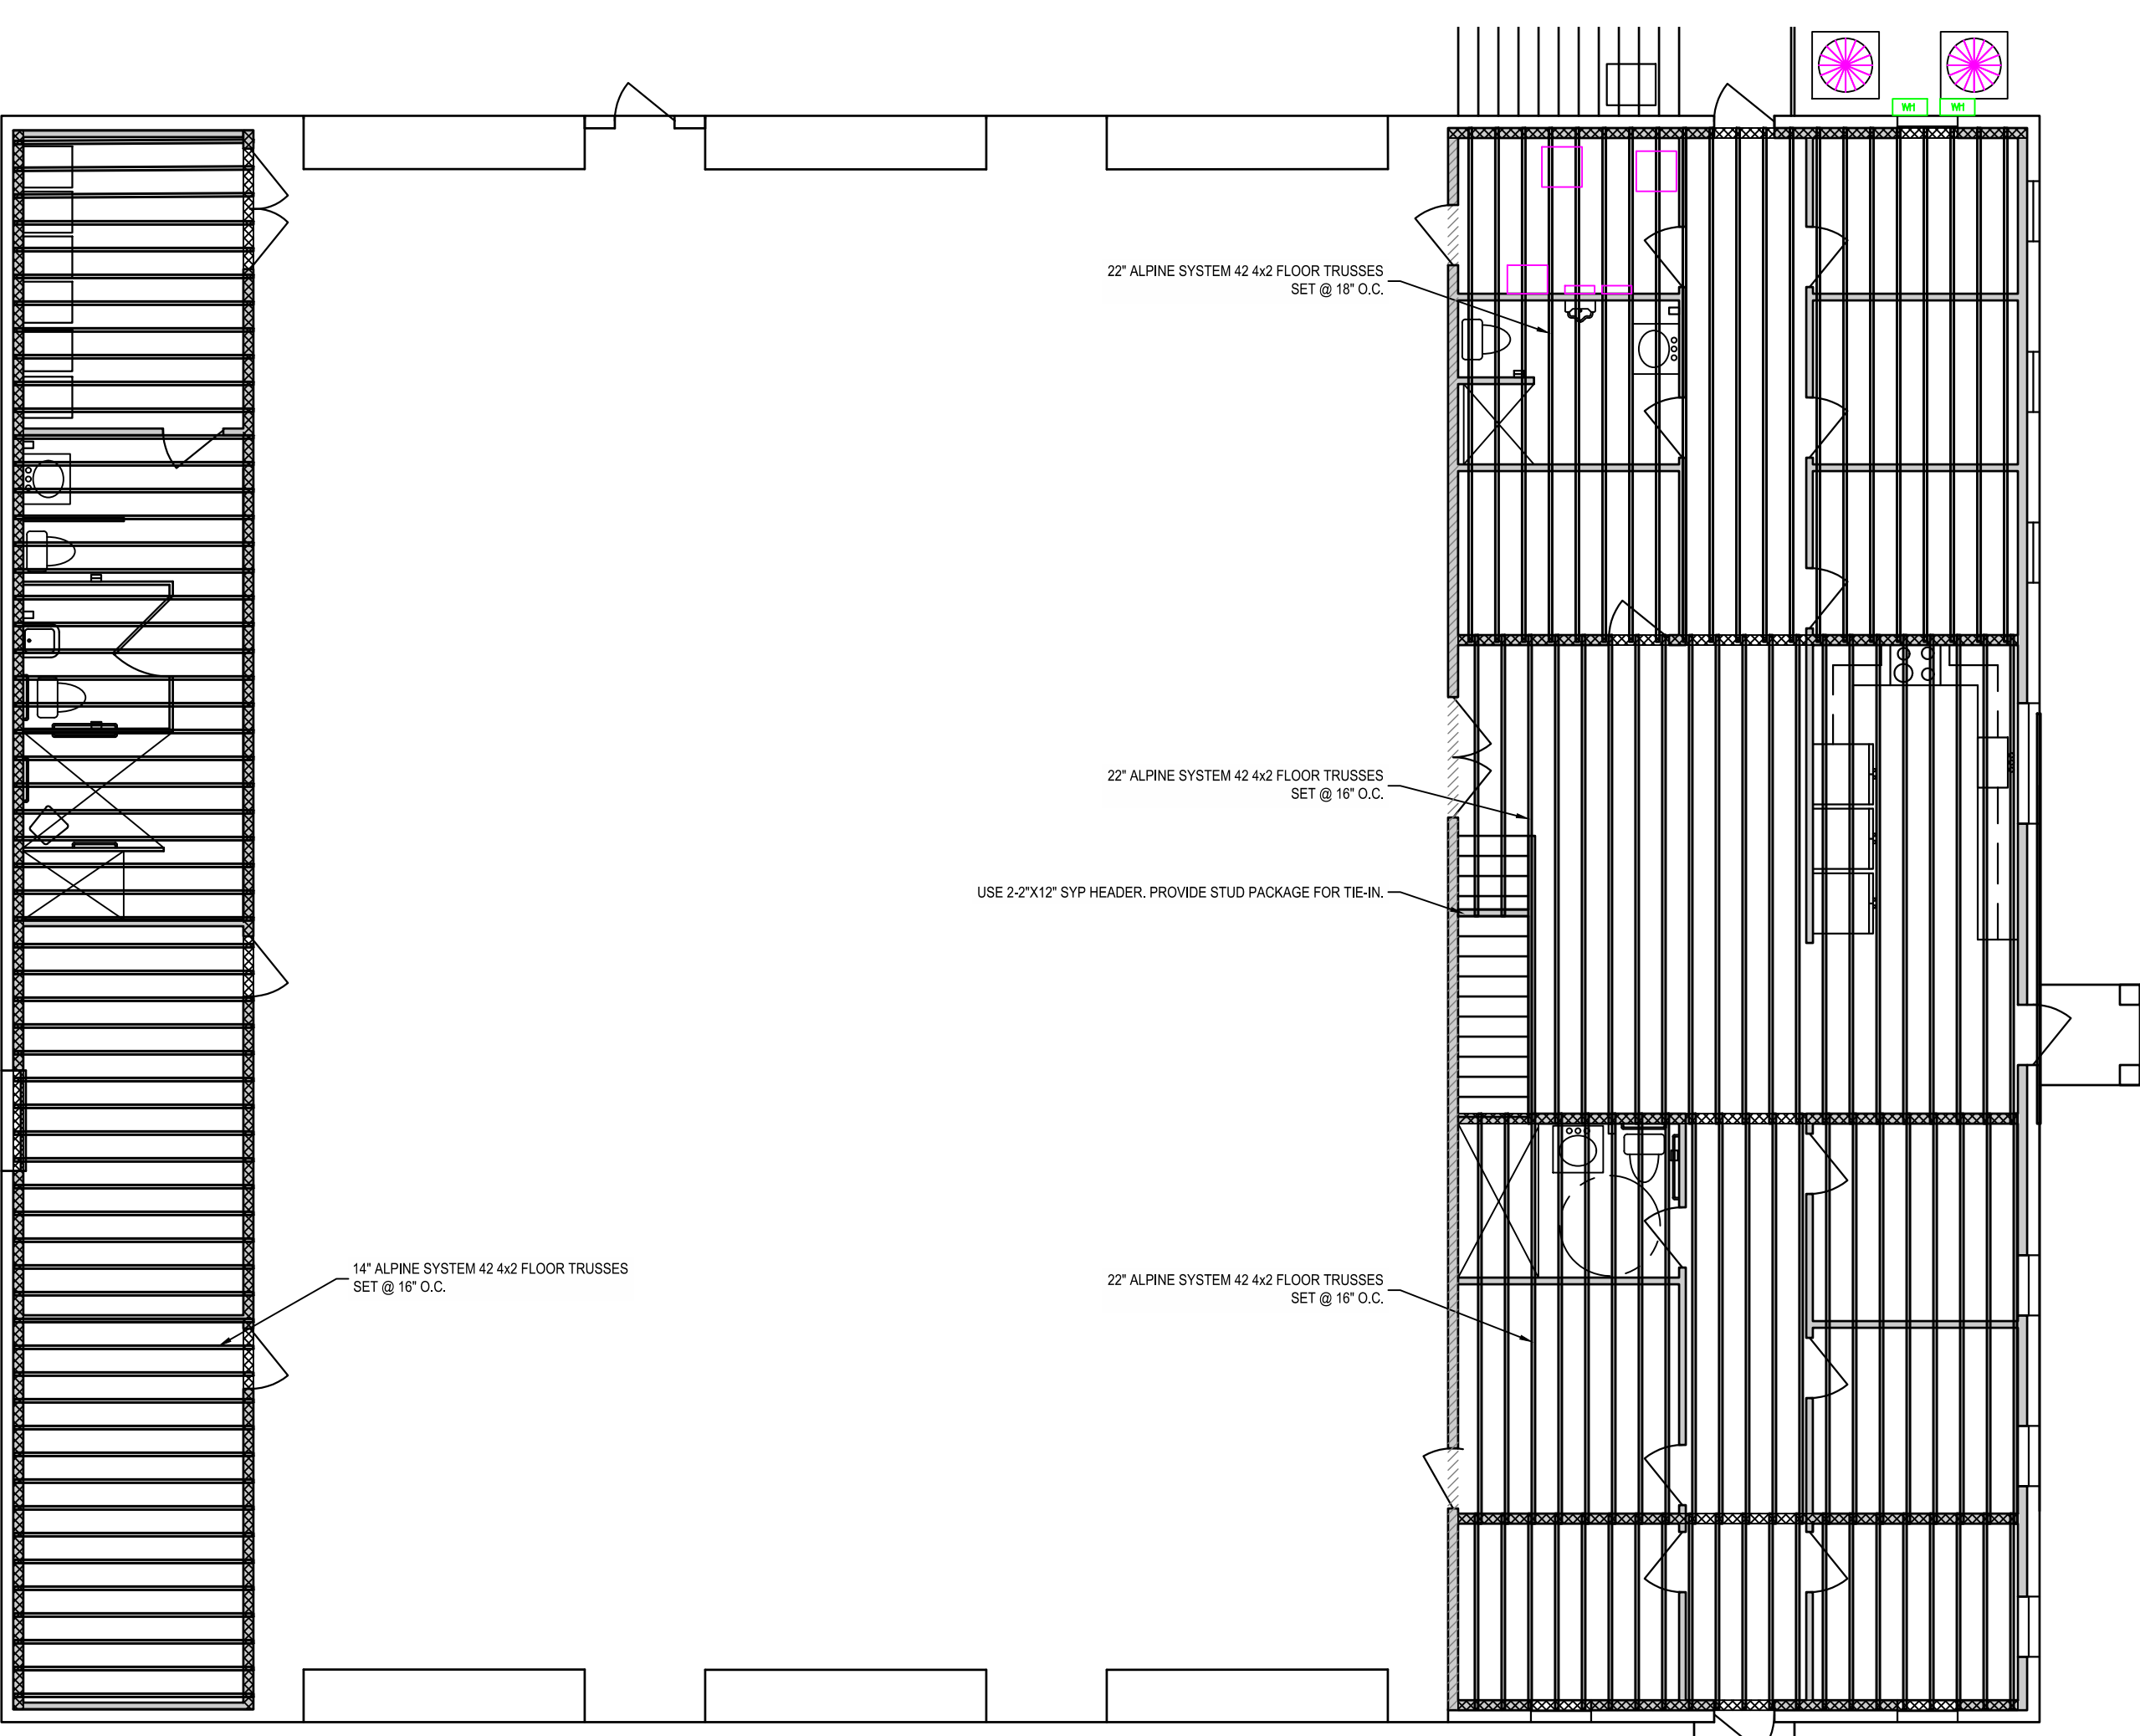 WH
WH
22" ALPINE SYSTEM 42 4x2 FLOOR TRUSSES
SET @ 18" O.C.
22" ALPINE SYSTEM 42 4x2 FLOOR TRUSSES
SET @ 16" O.C.
USE 2-2"X12" SYP HEADER. PROVIDE STUD PACKAGE FOR TIE-IN.
14" ALPINE SYSTEM 42 4x2 FLOOR TRUSSES
SET @ 16" O.C.
22" ALPINE SYSTEM 42 4x2 FLOOR TRUSSES
SET @ 16" O.C.